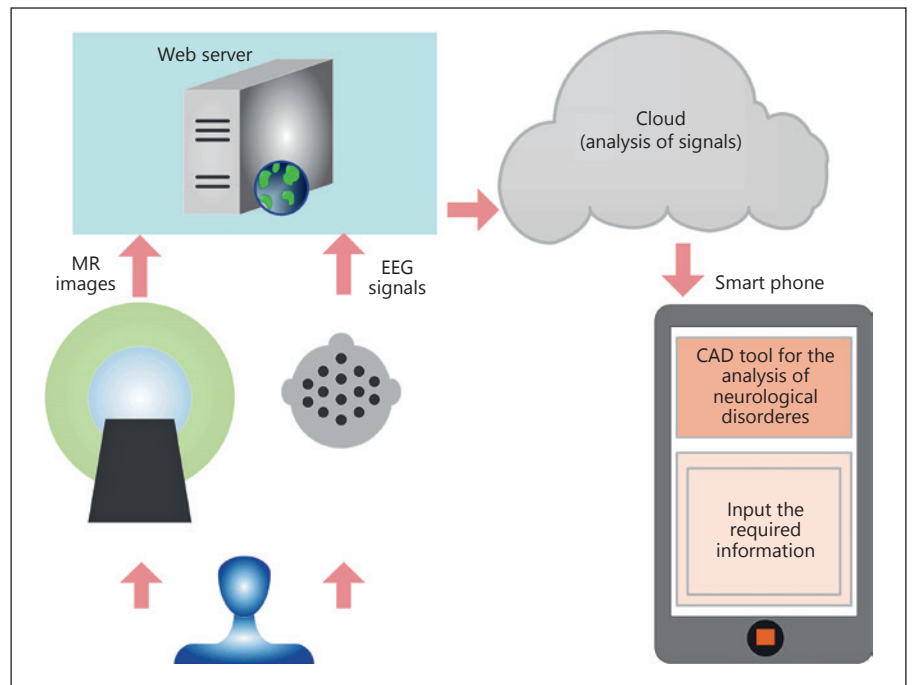 Web server
Cloud
(analysis of signals)
MR
images
EEG
signals
Smart phone
CAD tool for the
analysis of
neurological
disorderes
Input the
required
information